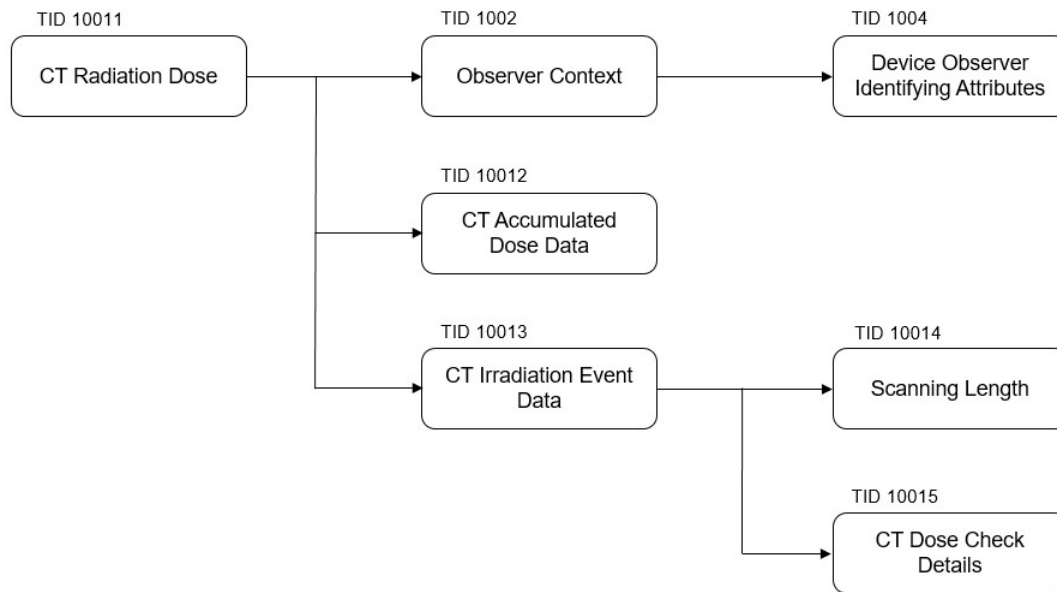 TID 10011
CT Radiation Dose
TID 1002
Observer Context
TID 1004
Device Observer
Identifying Attributes
TID 10012
CT Accumulated
Dose Data
TID 10013
CT Irradiation Event
Data
TID 10014
Scanning Length
TID 10015
CT Dose Check
Details